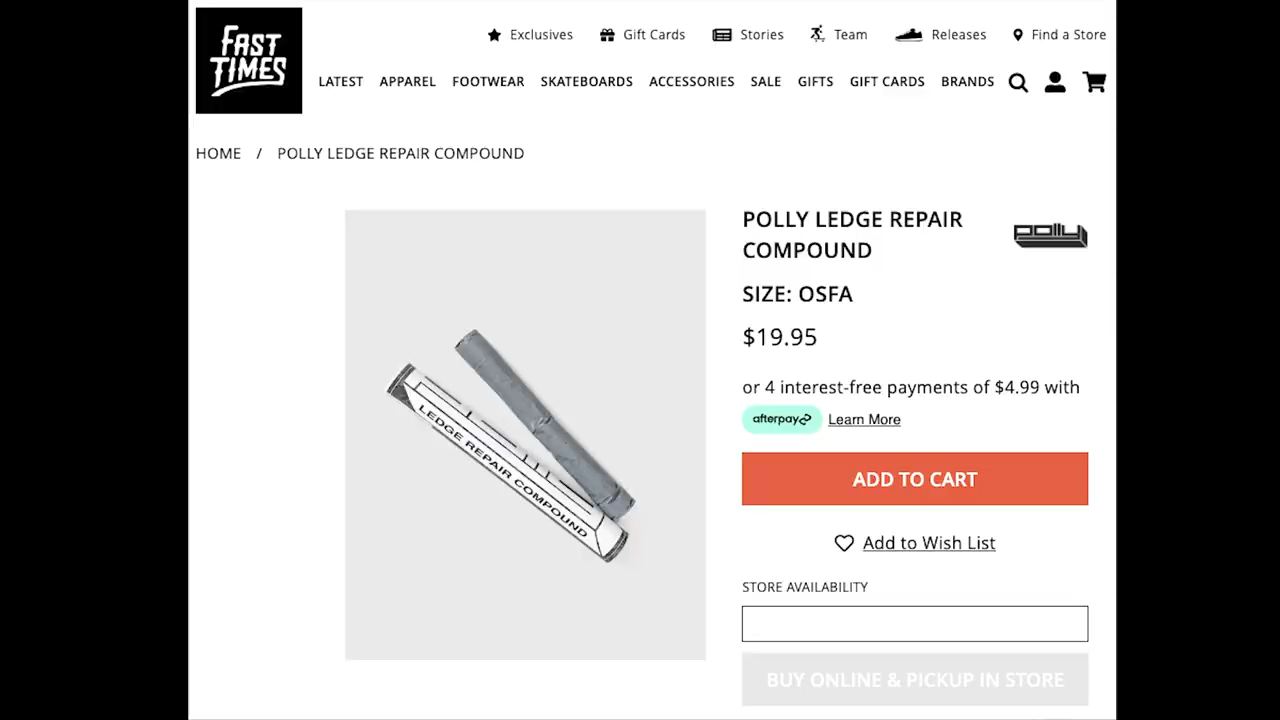 FAST TIMES
Exclusives Gift Cards Stories Team Releases Find a Store
LATEST APPAREL FOOTWEAR SKATEBOARDS ACCESSORIES SALE GIFTS GIFT CARDS BRANDS
HOME / POLLY LEDGE REPAIR COMPOUND
POLLY LEDGE REPAIR
COMPOUND
polly
SIZE: OSFA
$19.95
or 4 interest-free payments of $4.99 with
afterpay Learn More
LEDGE REPAIR COMPOUND
ADD TO CART
Add to Wish List
STORE AVAILABILITY
BUY ONLINE & PICKUP IN STORE